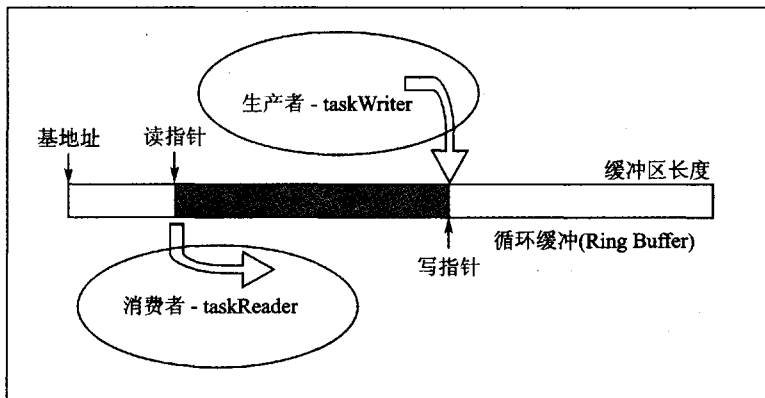 生产者 - taskWriter
基地址
读指针
缓冲区长度
循环缓冲(Ring Buffer)
写指针
消费者 - taskReader